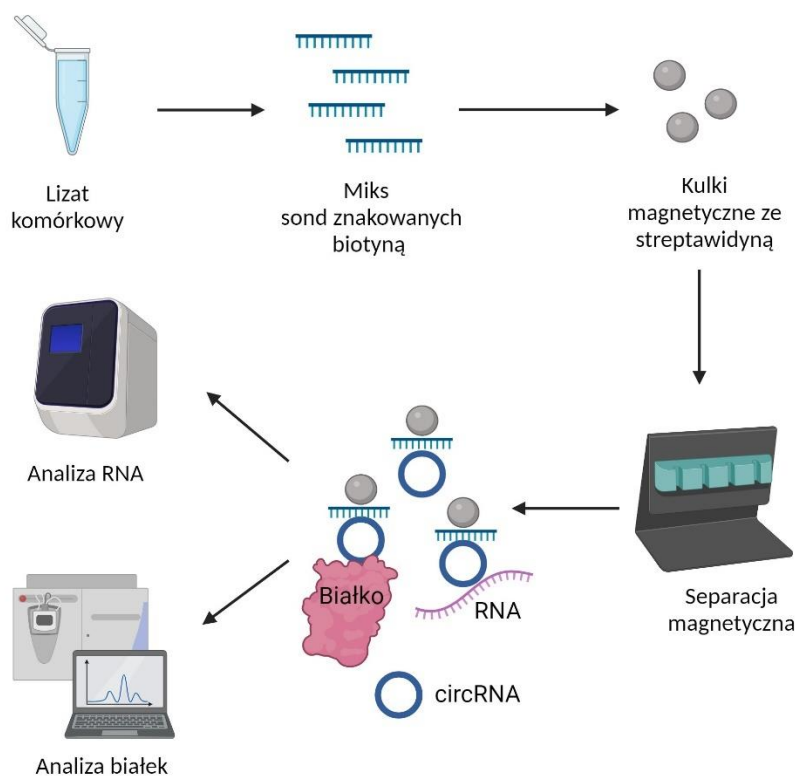 Lizat
komórkowy
Miks
sond znakowanych
biotyną
Kulki
magnetyczne ze
streptawidyną
Analiza RNA
Białko
RNA
Separacja
magnetyczna
circRNA
Analiza białek